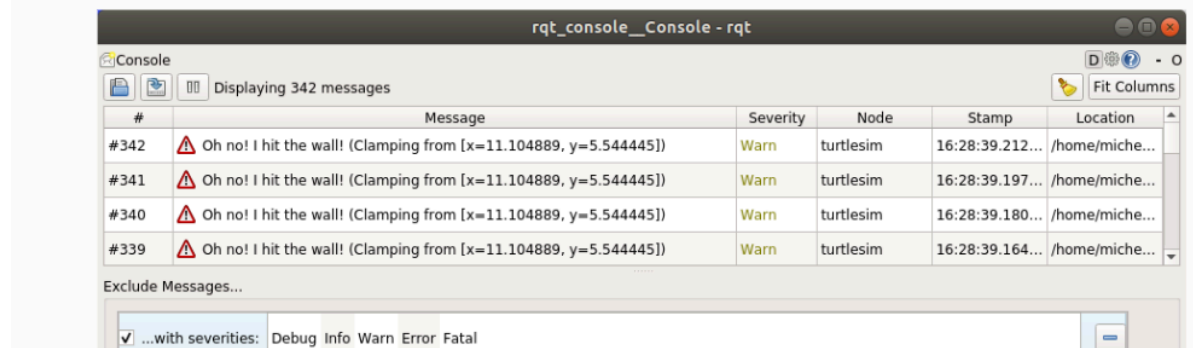 rqt_console__Console - rqt
Console D - O
Displaying 342 messages Fit Columns
# Message Severity Node Stamp Location
#342 Oh no! I hit the wall! (Clamping from [x=11.104889, y=5.544445]) Warn turtlesim 16:28:39.212... /home/miche...
#341 Oh no! I hit the wall! (Clamping from [x=11.104889, y=5.544445]) Warn turtlesim 16:28:39.197... /home/miche...
#340 Oh no! I hit the wall! (Clamping from [x=11.104889, y=5.544445]) Warn turtlesim 16:28:39.180... /home/miche...
#339 Oh no! I hit the wall! (Clamping from [x=11.104889, y=5.544445]) Warn turtlesim 16:28:39.164... /home/miche...
Exclude Messages...
...with severities: Debug Info Warn Error Fatal